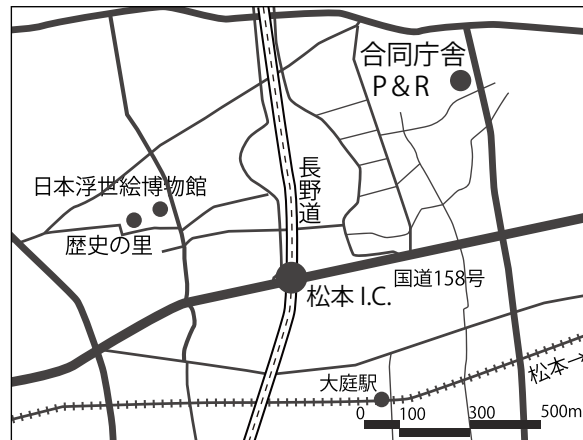 合同庁舎
P&R
日本浮世絵博物館
長野道
歴史の里
国道158号
松本 I.C.
松本→
大庭駅
0 100 300 500m